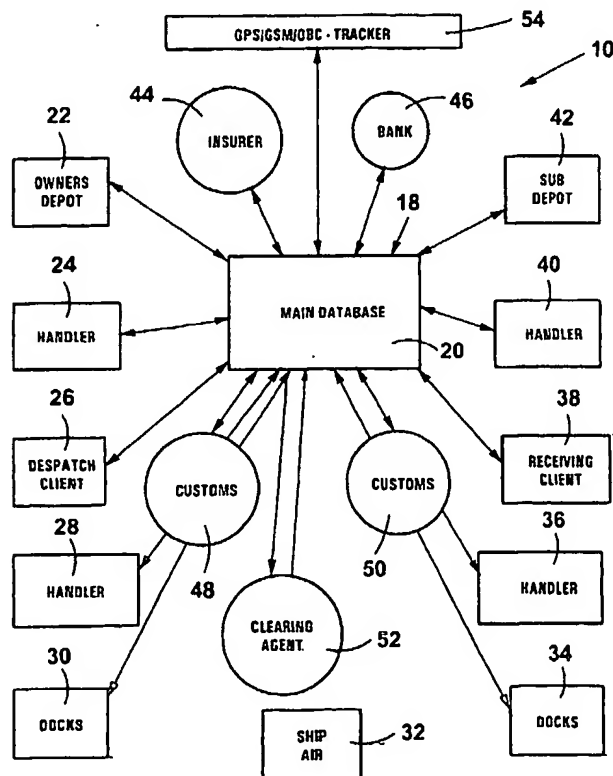 GPS/GSM/OBC - TRACKER
54
10
44
46
INSURER
BANK
22
42
OWNERS
DEPOT
SUB
DEPOT
18
24
40
HANDLER
MAIN DATABASE
HANDLER
20
26
38
DESPATCH
CLIENT
CUSTOMS
CUSTOMS
RECEIVING
CLIENT
28
36
48
50
HANDLER
HANDLER
CLEARING
AGENT.
52
30
34
DOCKS
DOCKS
32
SHIP
AIR